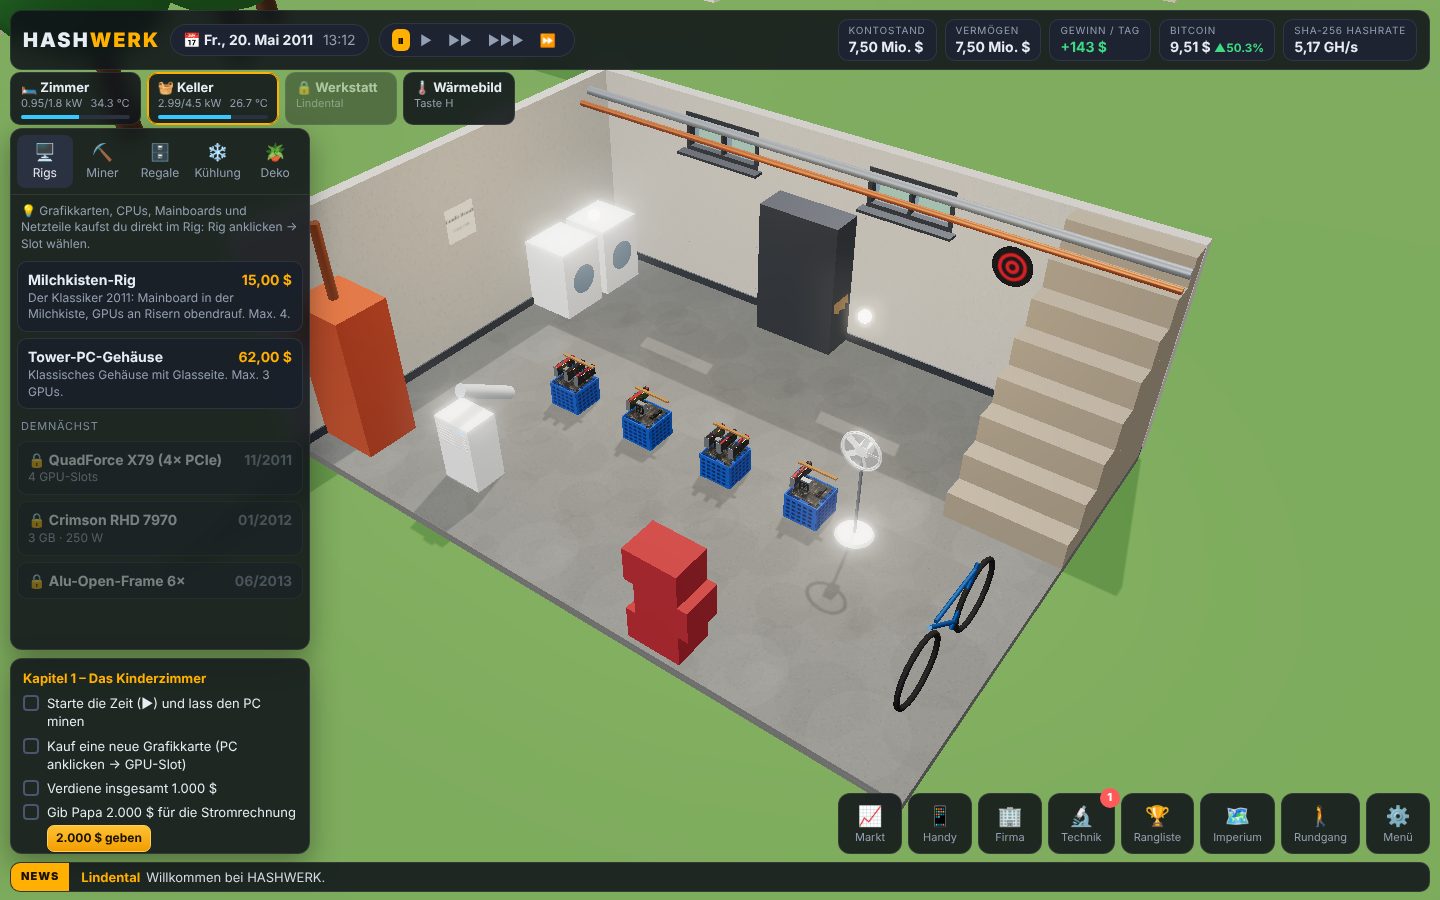 HASHWERK
Fr., 20. Mai 2011 13:12
KONTOSTAND
7,50 Mio. $
VERMÖGEN
7,50 Mio. $
GEWINN / TAG
+143 $
BITCOIN
9,51 $ ▲50.3%
SHA-256 HASHRATE
5,17 GH/s
Zimmer
0.95/1.8 kW 34.3 °C
Keller
2.99/4.5 kW 26.7 °C
Werkstatt
Lindental
Wärmebild
Taste H
Rigs
Miner
Regale
Kühlung
Deko
Grafikkarten, CPUs, Mainboards und
Netzteile kaufst du direkt im Rig: Rig anklicken →
Slot wählen.
Milchkisten-Rig 15,00 $
Der Klassiker 2011: Mainboard in der
Milchkiste, GPUs an Risern obendrauf. Max. 4.
Tower-PC-Gehäuse 62,00 $
Klassisches Gehäuse mit Glasseite. Max. 3
GPUs.
DEMNÄCHST
QuadForce X79 (4× PCIe) 11/2011
4 GPU-Slots
Crimson RHD 7970 01/2012
3 GB · 250 W
Alu-Open-Frame 6× 06/2013
Kapitel 1 – Das Kinderzimmer
Starte die Zeit (▶) und lass den PC
minen
Kauf eine neue Grafikkarte (PC
anklicken → GPU-Slot)
Verdiene insgesamt 1.000 $
Gib Papa 2.000 $ für die Stromrechnung
2.000 $ geben
Markt
Handy
Firma
1
Technik
Rangliste
Imperium
Rundgang
Menü
NEWS Lindental Willkommen bei HASHWERK.